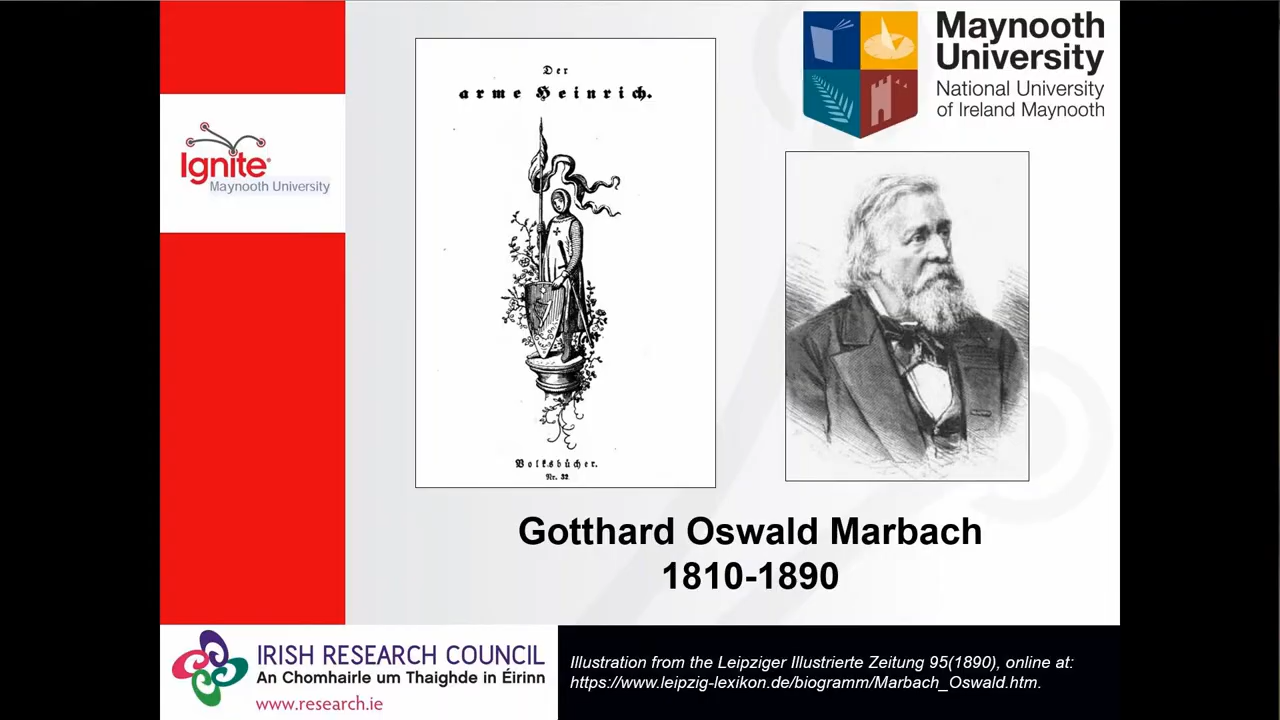 Der
arme Heinrich.
Volksbücher.
Nr. 32.
Ignite
Maynooth University
Maynooth
University
National University
of Ireland Maynooth
Gotthard Oswald Marbach
1810-1890
IRISH RESEARCH COUNCIL
An Chomhairle um Thaighde in Éirinn
www.research.ie
Illustration from the Leipziger Illustrierte Zeitung 95(1890), online at:
https://www.leipzig-lexikon.de/biogramm/Marbach_Oswald.htm.